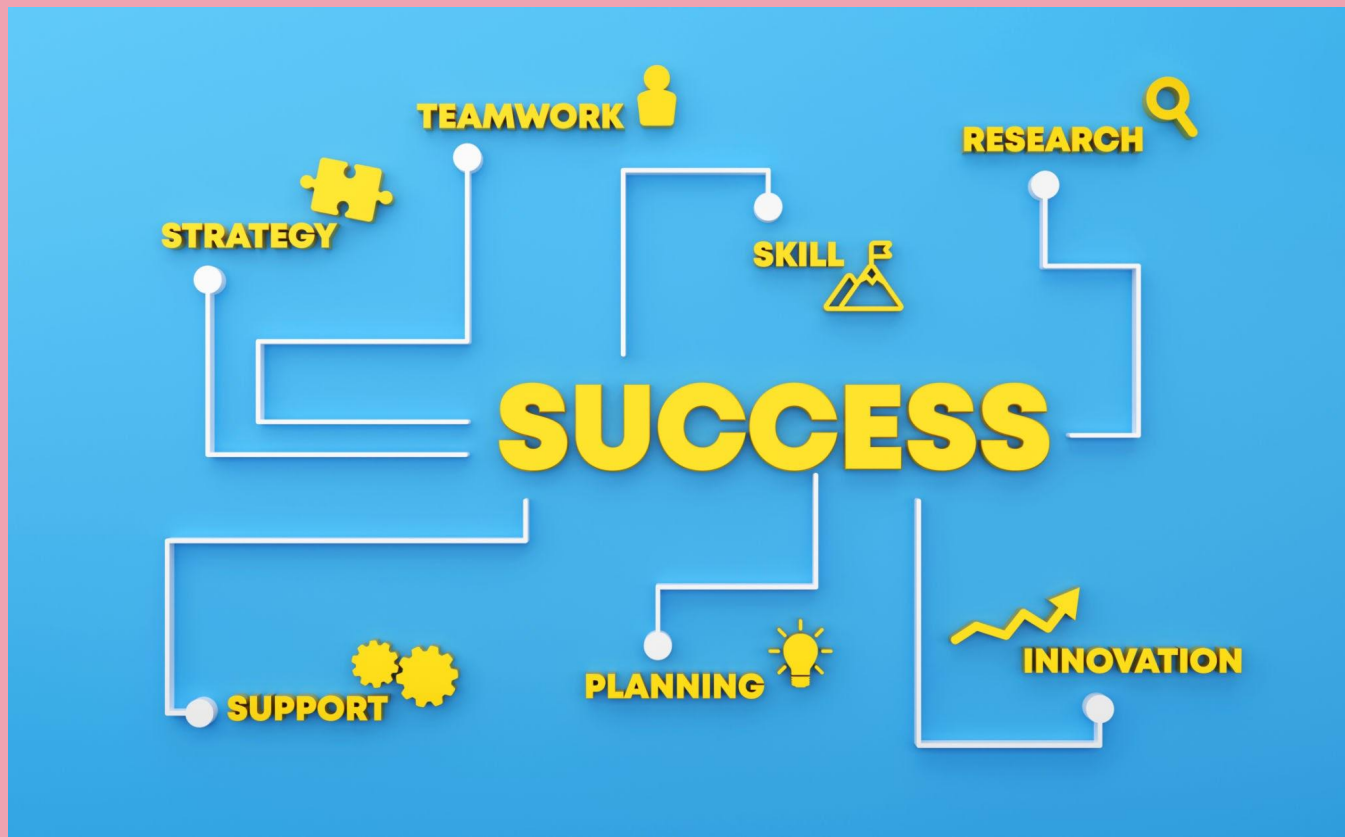 TEAMWORK
RESEARCH
STRATEGY
SKILL
SUCCESS
INNOVATION
PLANNING
SUPPORT